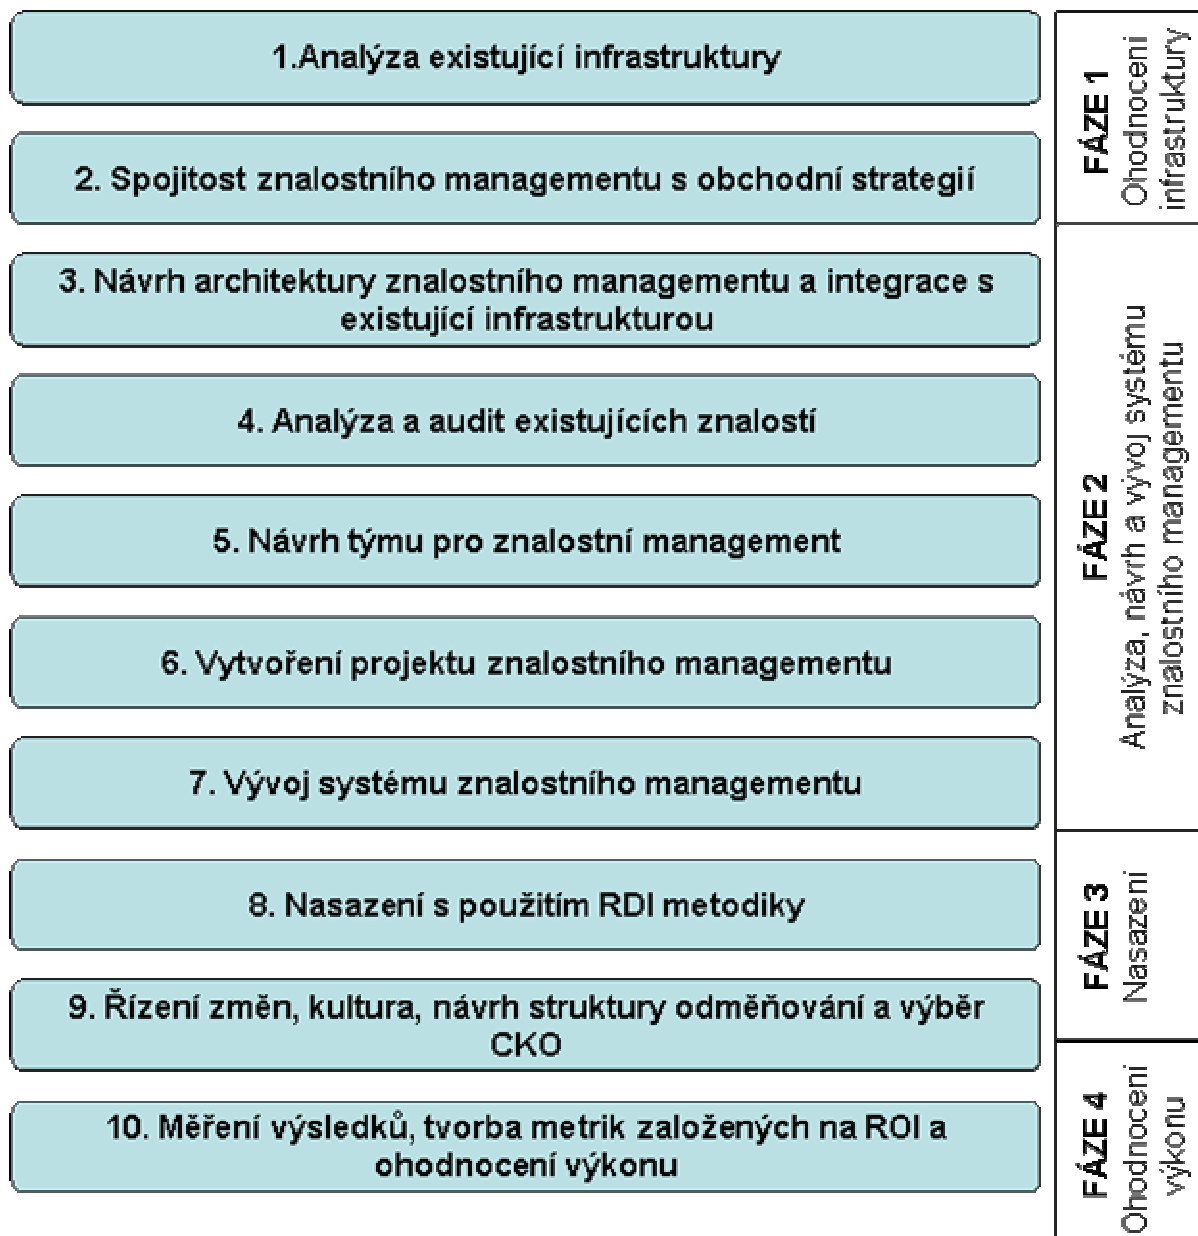 1.Analýza existující infrastruktury
2. Spojitost znalostního managementu s obchodní strategií
3. Návrh architektury znalostního managementu a integrace s
existující infrastrukturou
4. Analýza a audit existujících znalostí
5. Návrh týmu pro znalostní management
6. Vytvoření projektu znalostního managementu
7. Vývoj systému znalostního managementu
8. Nasazení s použitím RDI metodiky
9. Řízení změn, kultura, návrh struktury odměňování a výběr
CKO
10. Měření výsledků, tvorba metrik založených na ROI a
ohodnocení výkonu
FÁZE 1
Ohodnocení
infrastruktury
FÁZE 2
Analýza, návrh a vývoj systému
znalostního managementu
FÁZE 3
Nasazení
FÁZE 4
Ohodnocení
výkonu